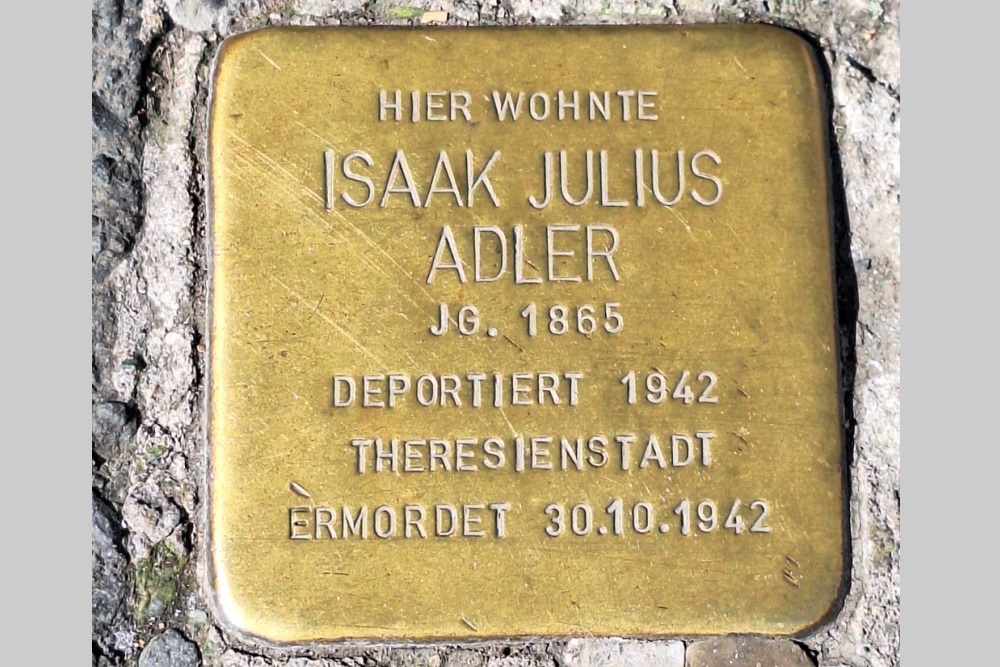 HIER WOHNTE
ISAAK JULIUS
ADLER
JG. 1865
DEPORTIERT 1942
THERESIENSTADT
ERMORDET 30.10.1942